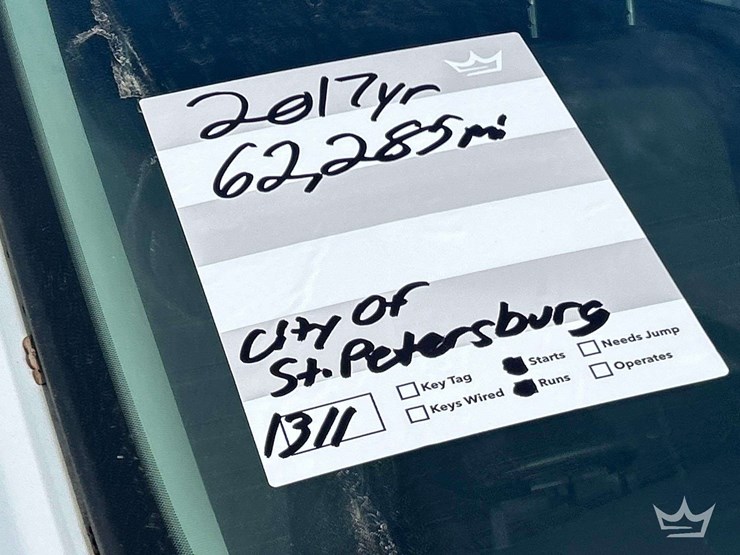 2017yr
62,285mi
City Of
St. Petersburg
Key Tag Starts Needs Jump
Keys Wired Runs Operates
1311